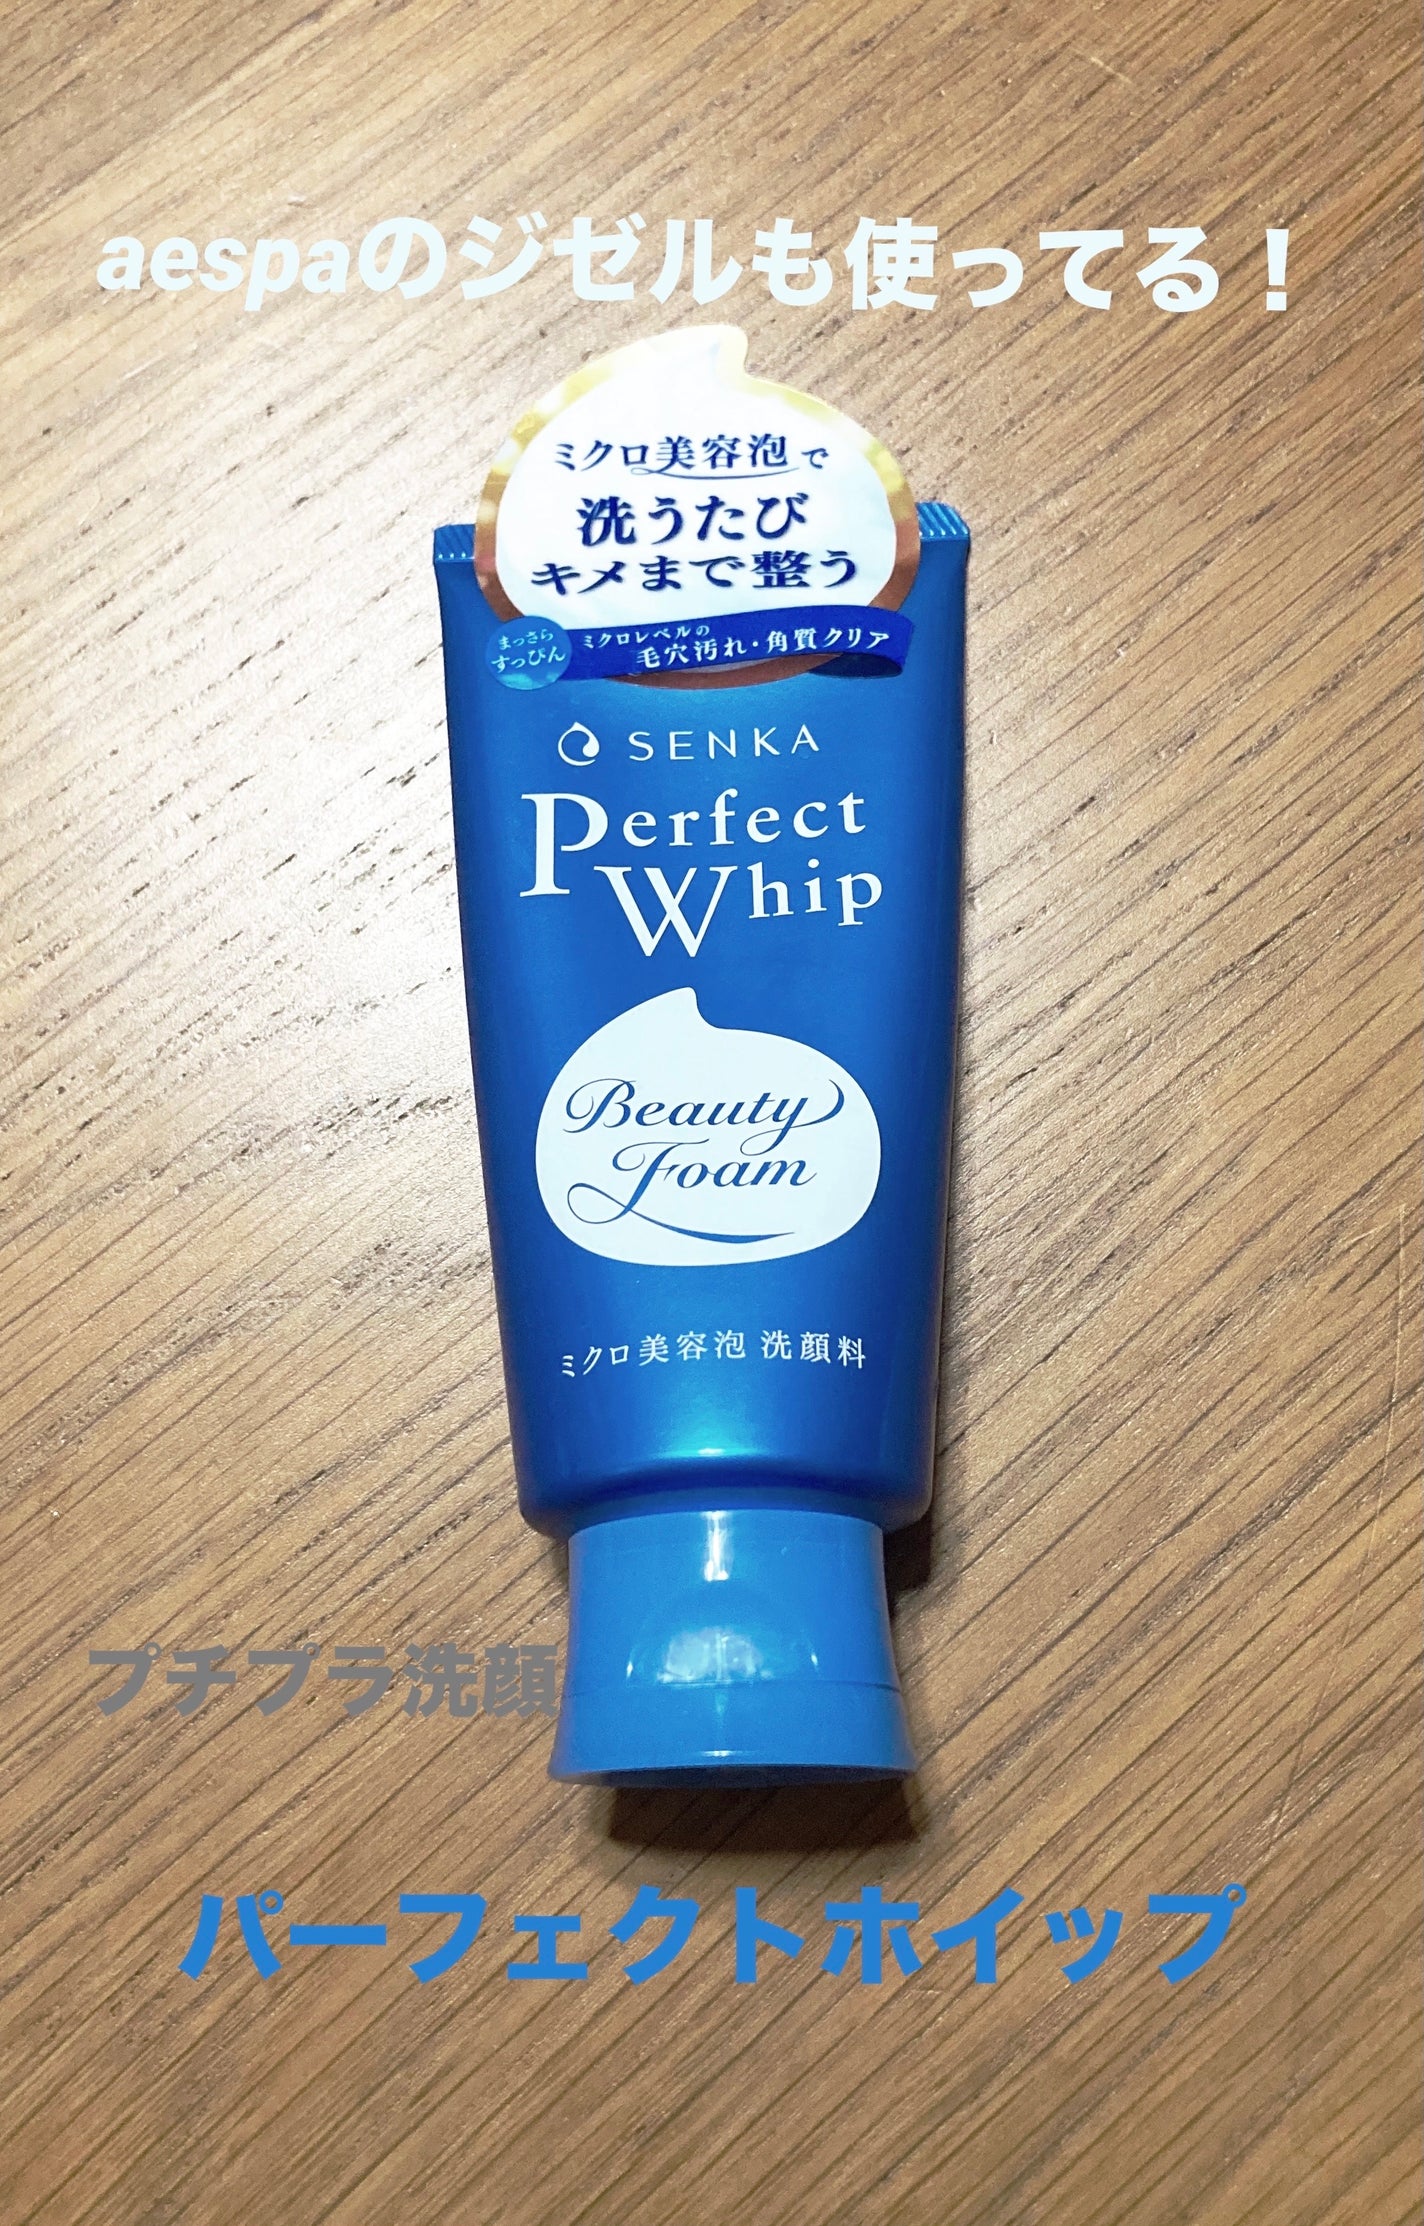 aespaのジゼルも使ってる！
ミクロ美容泡で
洗うたび
キメまで整う
まっさら
すっぴん
ミクロレベルの
毛穴汚れ・角質クリア
SENKA
Perfect
Whip
Beauty
Foam
ミクロ美容泡 洗顔料
プチプラ洗顔
パーフェクトホイップ